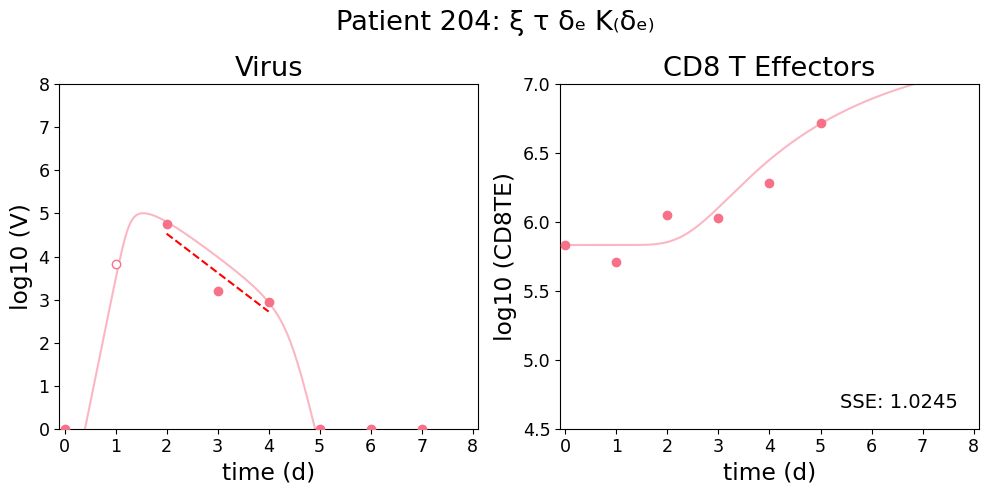 Patient 204: ξ τ δₑ K₍δₑ₎
Virus
CD8 T Effectors
log10 (V)
8
7
6
5
4
3
2
1
0
0 1 2 3 4 5 6 7 8
time (d)
log10 (CD8TE)
7.0
6.5
6.0
5.5
5.0
4.5
SSE: 1.0245
0 1 2 3 4 5 6 7 8
time (d)